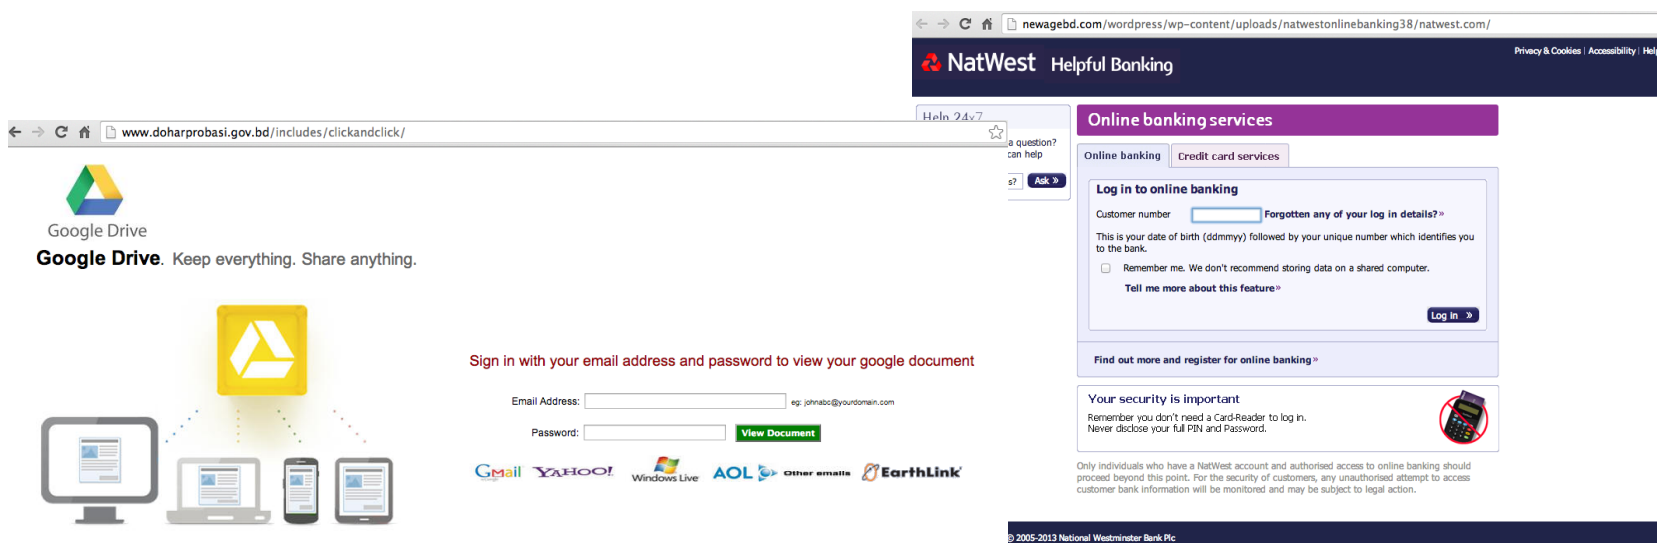 www.doharprobasi.gov.bd/includes/clickandclick/
Google Drive
Google Drive. Keep everything. Share anything.
Sign in with your email address and password to view your google document
Email Address:
eg: johnabc@yourdomain.com
Password:
View Document
Gmail YAHOO! Windows Live AOL Other emails EarthLink
newagebd.com/wordpress/wp-content/uploads/natwestonlinebanking38/natwest.com/
NatWest Helpful Banking
Privacy & Cookies | Accessibility | Hel
Help 24x7
a question?
can help
s? Ask »
Online banking services
Online banking
Credit card services
Log in to online banking
Customer number
Forgotten any of your log in details?»
This is your date of birth (ddmmyy) followed by your unique number which identifies you
to the bank.
Remember me. We don't recommend storing data on a shared computer.
Tell me more about this feature»
Log in »
Find out more and register for online banking»
Your security is important
Remember you don't need a Card-Reader to log in.
Never disclose your full PIN and Password.
Only individuals who have a NatWest account and authorised access to online banking should
proceed beyond this point. For the security of customers, any unauthorised attempt to access
customer bank information will be monitored and may be subject to legal action.
© 2005-2013 National Westminster Bank Plc